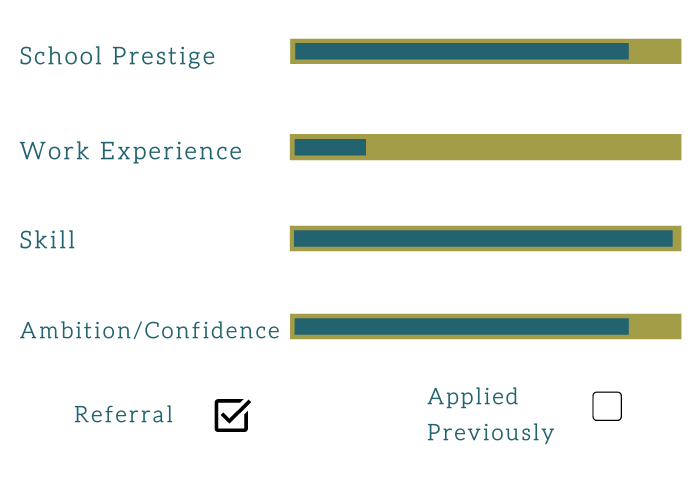 School Prestige
Work Experience
Skill
Ambition/Confidence
Referral
Applied
Previously